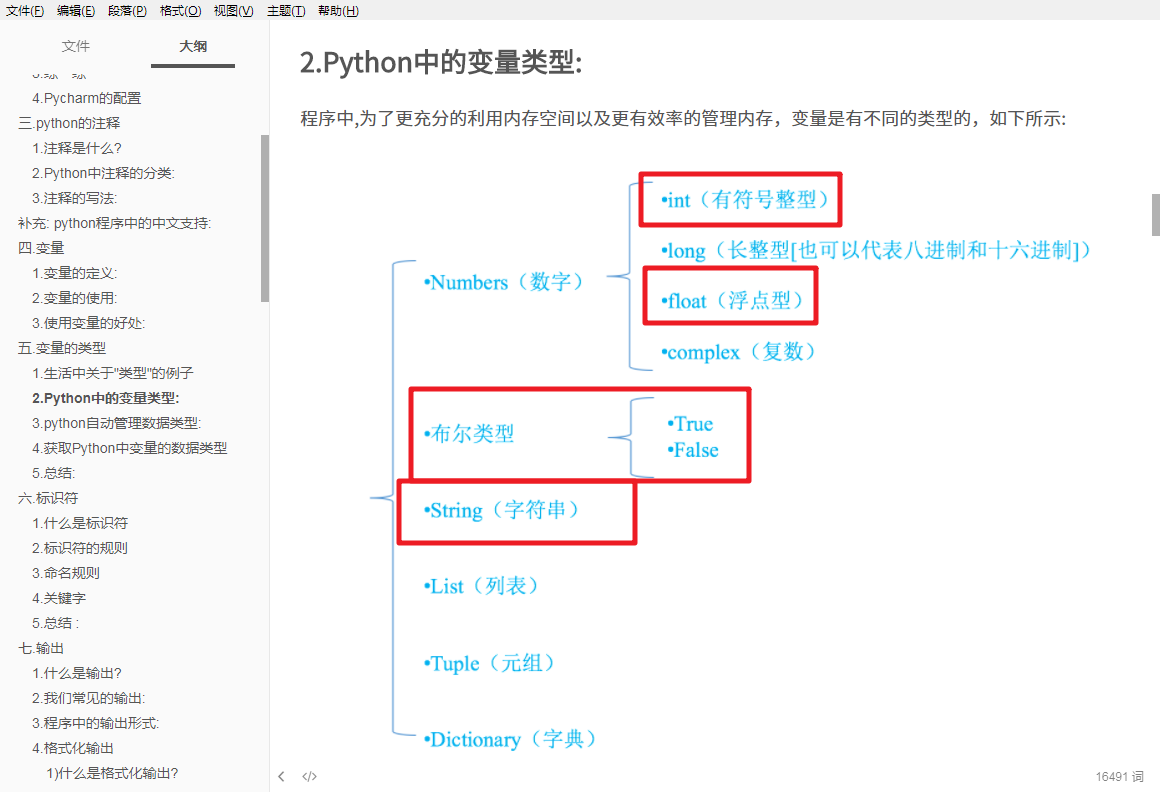 文件(F) 编辑(E) 段落(P) 格式(O) 视图(V) 主题(T) 帮助(H)
文件 大纲
4.Pycharm的配置
三.python的注释
1.注释是什么?
2.Python中注释的分类:
3.注释的写法:
补充: python程序中的中文支持:
四.变量
1.变量的定义:
2.变量的使用:
3.使用变量的好处:
五.变量的类型
1.生活中关于"类型"的例子
2.Python中的变量类型:
3.python自动管理数据类型:
4.获取Python中变量的数据类型
5.总结:
六.标识符
1.什么是标识符
2.标识符的规则
3.命名规则
4.关键字
5.总结 :
七.输出
1.什么是输出?
2.我们常见的输出:
3.程序中的输出形式:
4.格式化输出
1)什么是格式化输出?
2.Python中的变量类型:
程序中,为了更充分的利用内存空间以及更有效率的管理内存，变量是有不同的类型的，如下所示:
•int（有符号整型）
•long（长整型[也可以代表八进制和十六进制]）
•Numbers（数字）
•float（浮点型）
•complex（复数）
•布尔类型
•True
•False
•String（字符串）
•List（列表）
•Tuple（元组）
•Dictionary（字典）
16491 词